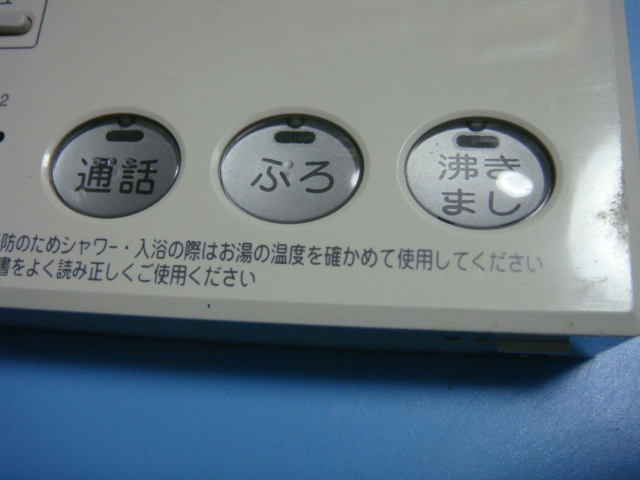 2
通話
ふろ
沸き
まし
防のためシャワー・入浴の際はお湯の温度を確かめて使用してください
書をよく読み正しくご使用ください